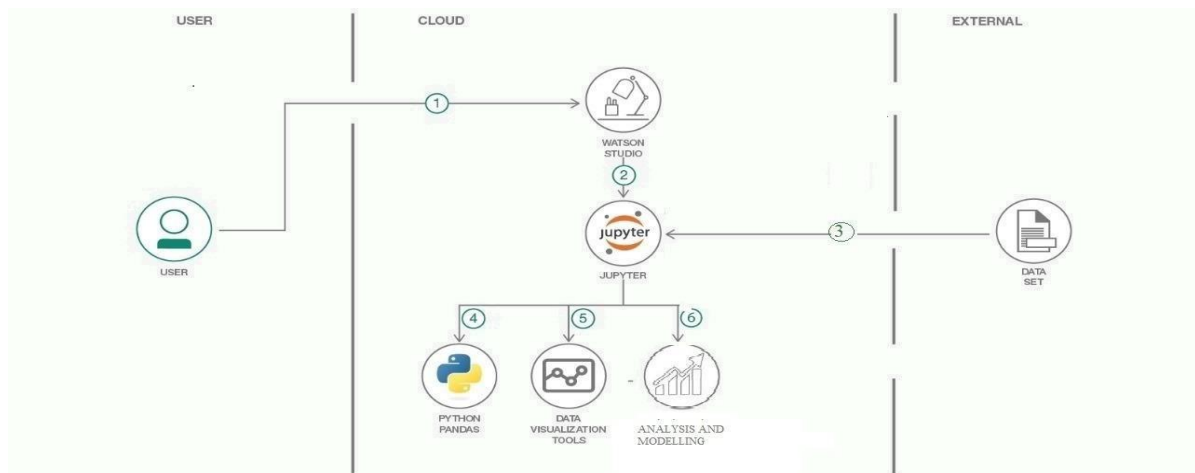 USER
CLOUD
EXTERNAL
1
WATSON
STUDIO
2
jupyter
JUPYTER
3
USER
DATA
SET
4
5
6
PYTHON
PANDAS
DATA
VISUALIZATION
TOOLS
-
ANALYSIS AND
MODELLING